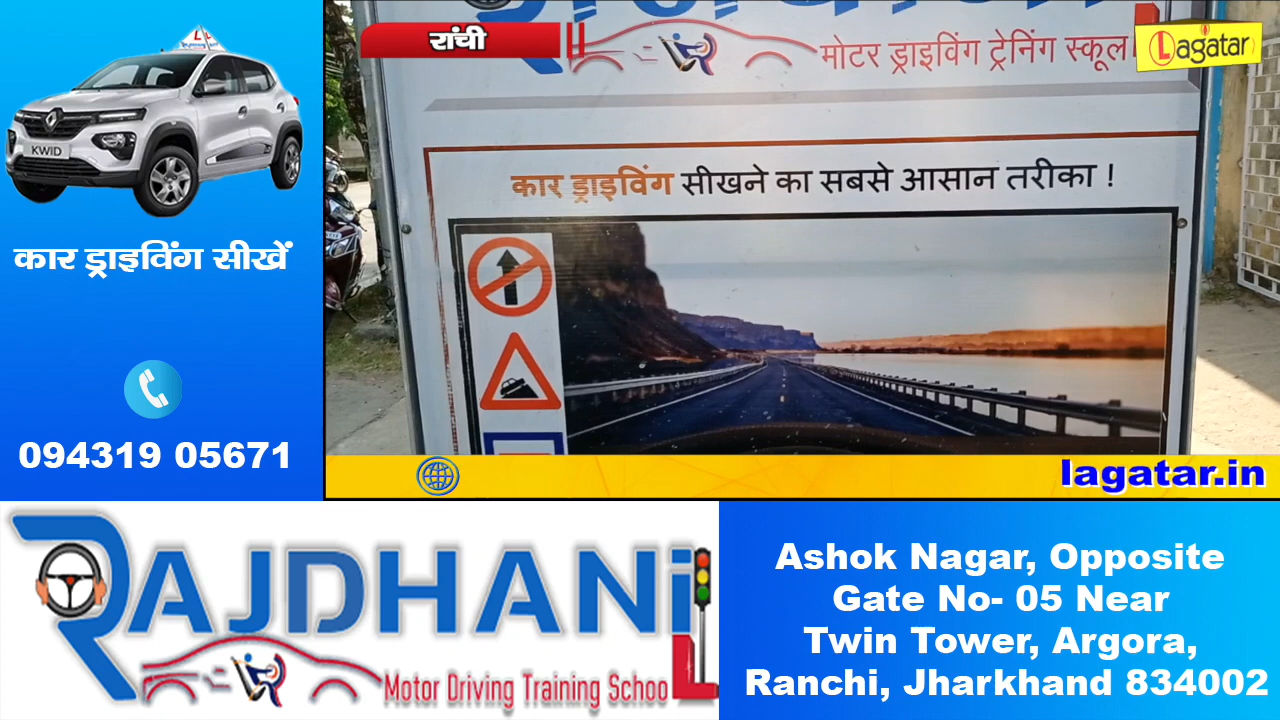 KWID
कार ड्राइविंग सीखें
094319 05671
रांची
Lagatar
मोटर ड्राइविंग ट्रेनिंग स्कूल
कार ड्राइविंग सीखने का सबसे आसान तरीका !
lagatar.in
RAJDHANI
Motor Driving Training School
Ashok Nagar, Opposite
Gate No- 05 Near
Twin Tower, Argora,
Ranchi, Jharkhand 834002